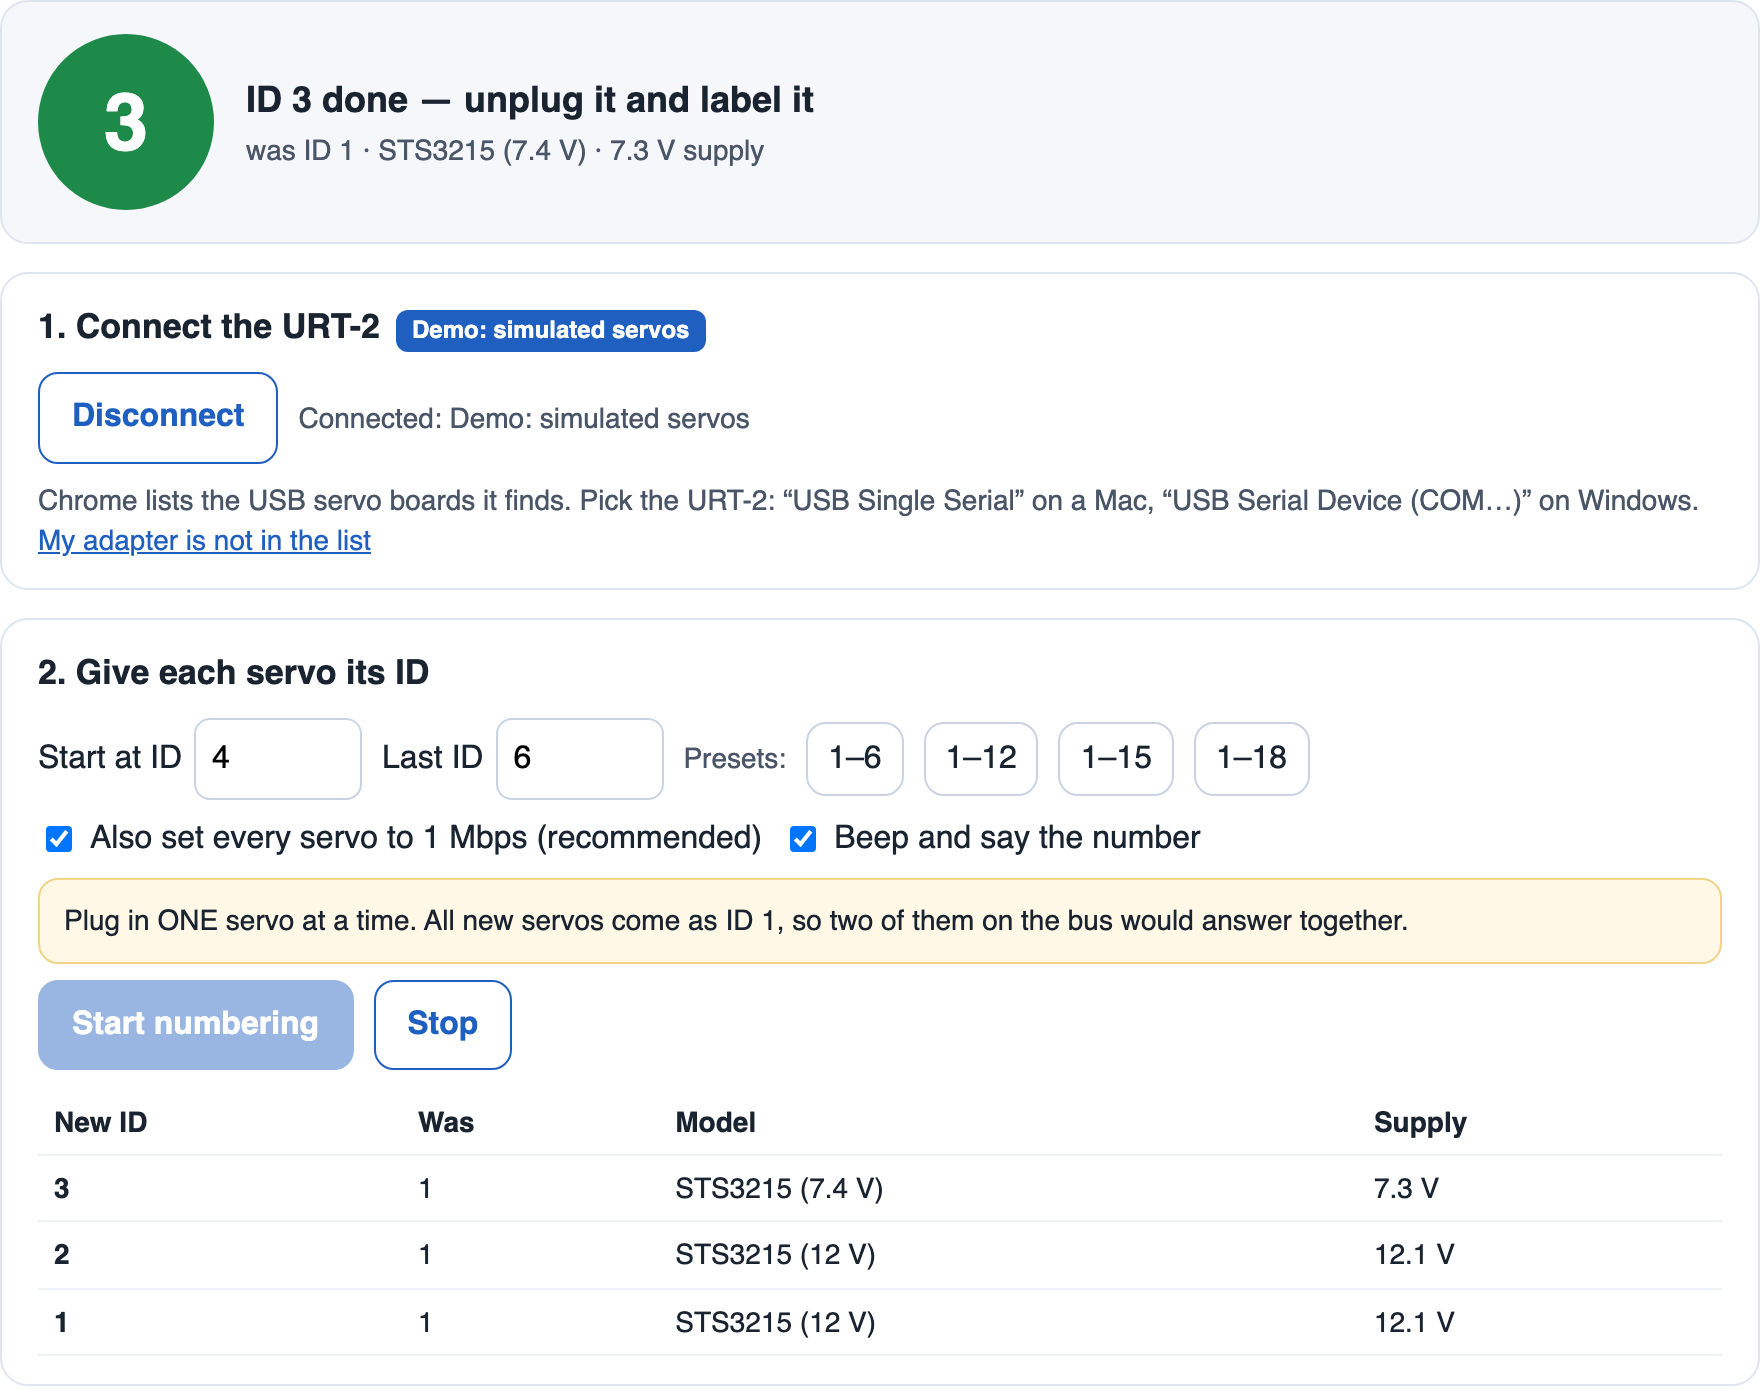 3
ID 3 done — unplug it and label it
was ID 1 · STS3215 (7.4 V) · 7.3 V supply
1. Connect the URT-2 Demo: simulated servos
Disconnect Connected: Demo: simulated servos
Chrome lists the USB servo boards it finds. Pick the URT-2: “USB Single Serial” on a Mac, “USB Serial Device (COM…)” on Windows.
My adapter is not in the list
2. Give each servo its ID
Start at ID 4 Last ID 6 Presets: 1–6 1–12 1–15 1–18
Also set every servo to 1 Mbps (recommended) Beep and say the number
Plug in ONE servo at a time. All new servos come as ID 1, so two of them on the bus would answer together.
Start numbering Stop
New ID Was Model Supply
3 1 STS3215 (7.4 V) 7.3 V
2 1 STS3215 (12 V) 12.1 V
1 1 STS3215 (12 V) 12.1 V